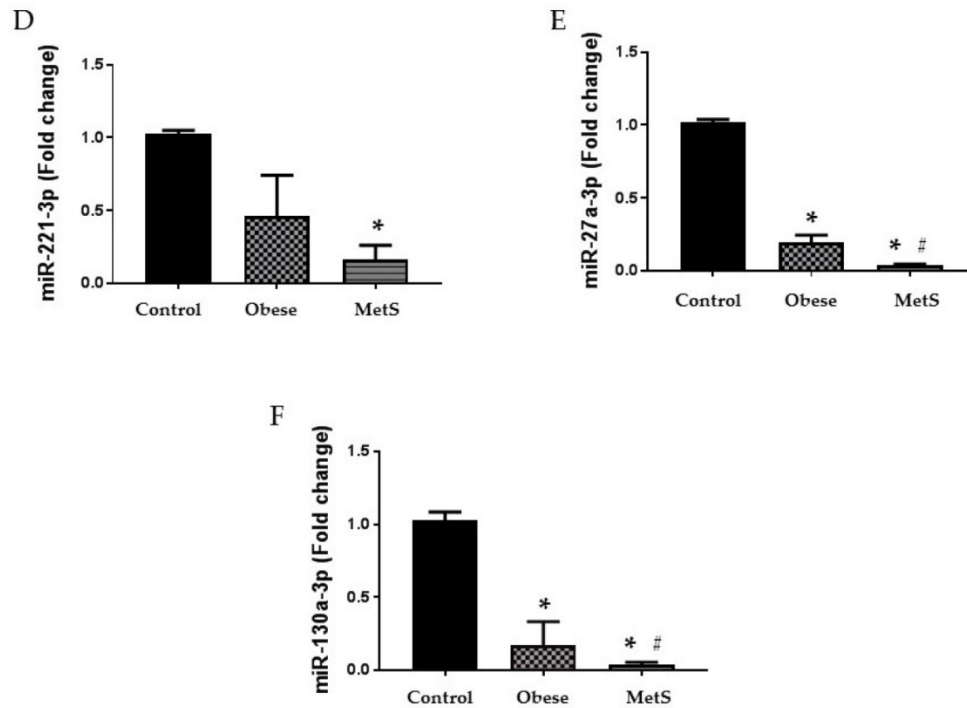 D
miR-221-3p (Fold change)
1.5
1.0
0.5
0.0
*
Control Obese MetS
E
miR-27a-3p (Fold change)
1.5
1.0
0.5
0.0
*
* #
Control Obese MetS
F
miR-130a-3p (Fold change)
1.5
1.0
0.5
0.0
*
* #
Control Obese MetS